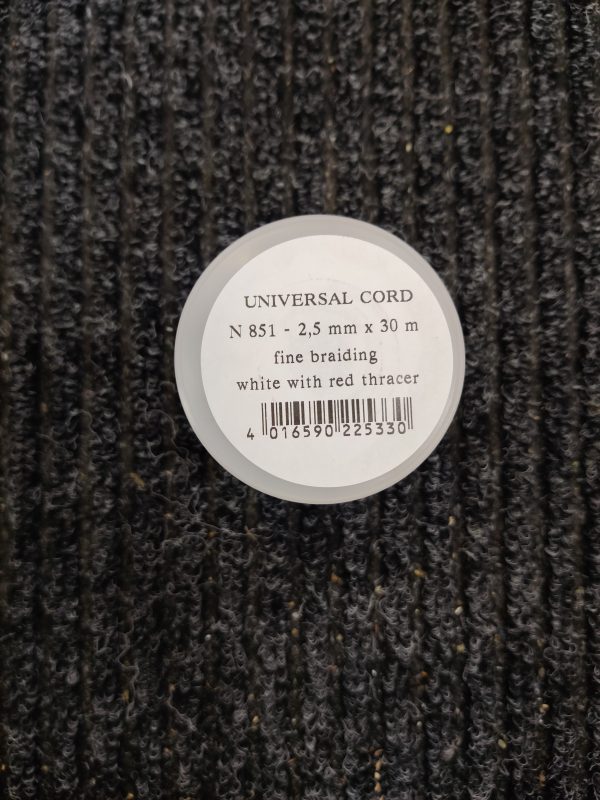 UNIVERSAL CORD
N 851 - 2,5 mm x 30 m
fine braiding
white with red thracer
4 016590 225330